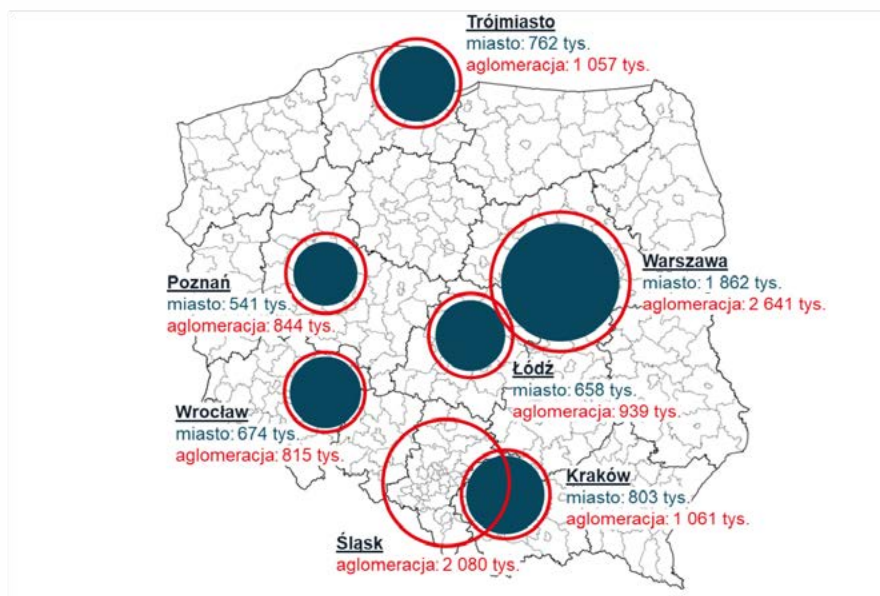 Trójmiasto
miasto: 762 tys.
aglomeracja: 1 057 tys.
Warszawa
miasto: 1 862 tys.
aglomeracja: 2 641 tys.
Poznań
miasto: 541 tys.
aglomeracja: 844 tys.
Łódź
miasto: 658 tys.
aglomeracja: 939 tys.
Wrocław
miasto: 674 tys.
aglomeracja: 815 tys.
Kraków
miasto: 803 tys.
aglomeracja: 1 061 tys.
Śląsk
aglomeracja: 2 080 tys.